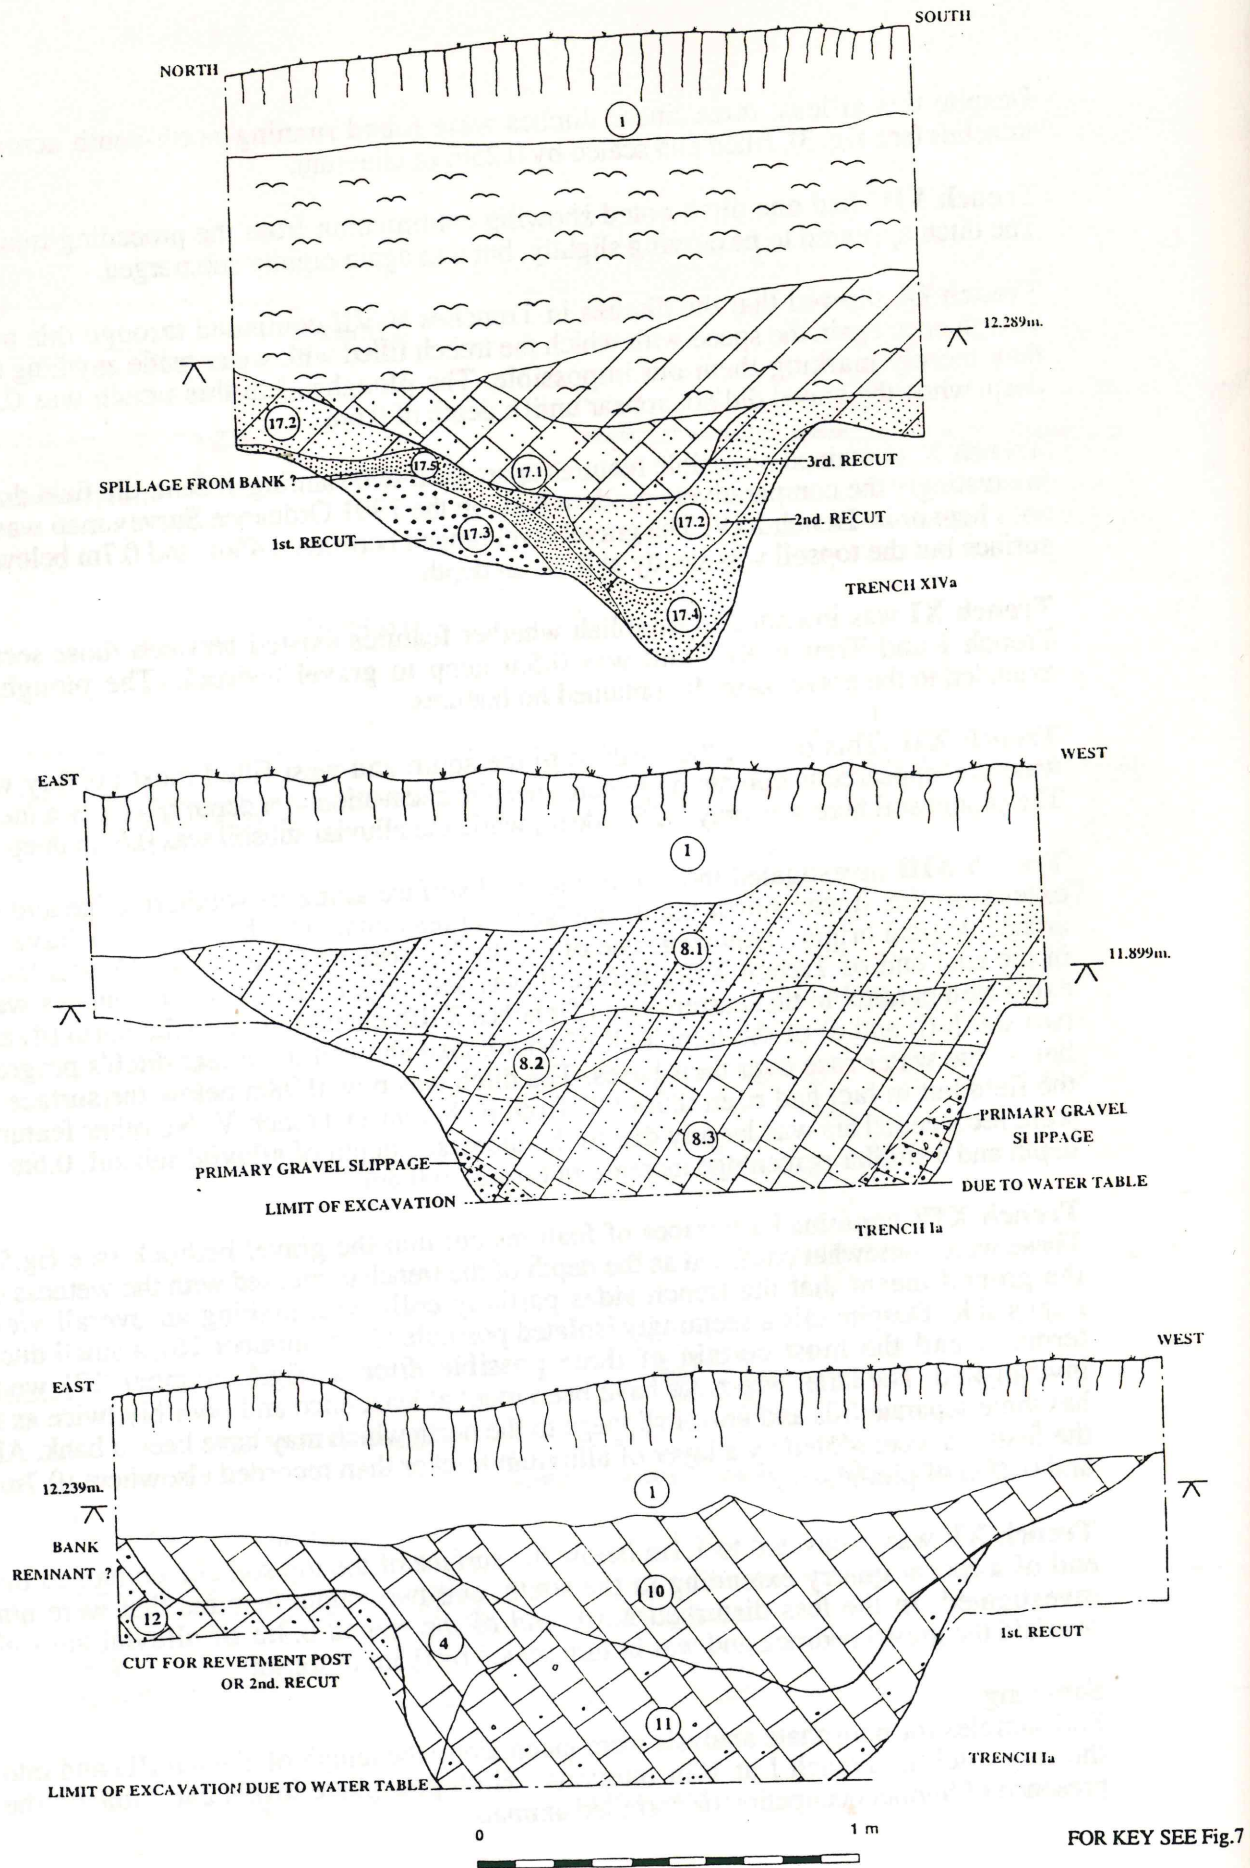 SOUTH
NORTH
1
12.289m.
17.2
17.5
17.1
3rd. RECUT
SPILLAGE FROM BANK ?
17.2
2nd. RECUT
1st. RECUT
17.3
TRENCH XIVa
17.4
EAST
WEST
1
8.1
11.899m.
8.2
8.3
PRIMARY GRAVEL
SLIPPAGE
PRIMARY GRAVEL SLIPPAGE
LIMIT OF EXCAVATION
DUE TO WATER TABLE
TRENCH Ia
WEST
EAST
12.239m.
1
BANK
REMNANT ?
12
10
4
1st. RECUT
CUT FOR REVETMENT POST
OR 2nd. RECUT
11
TRENCH Ia
LIMIT OF EXCAVATION DUE TO WATER TABLE
0
1 m
FOR KEY SEE Fig.7